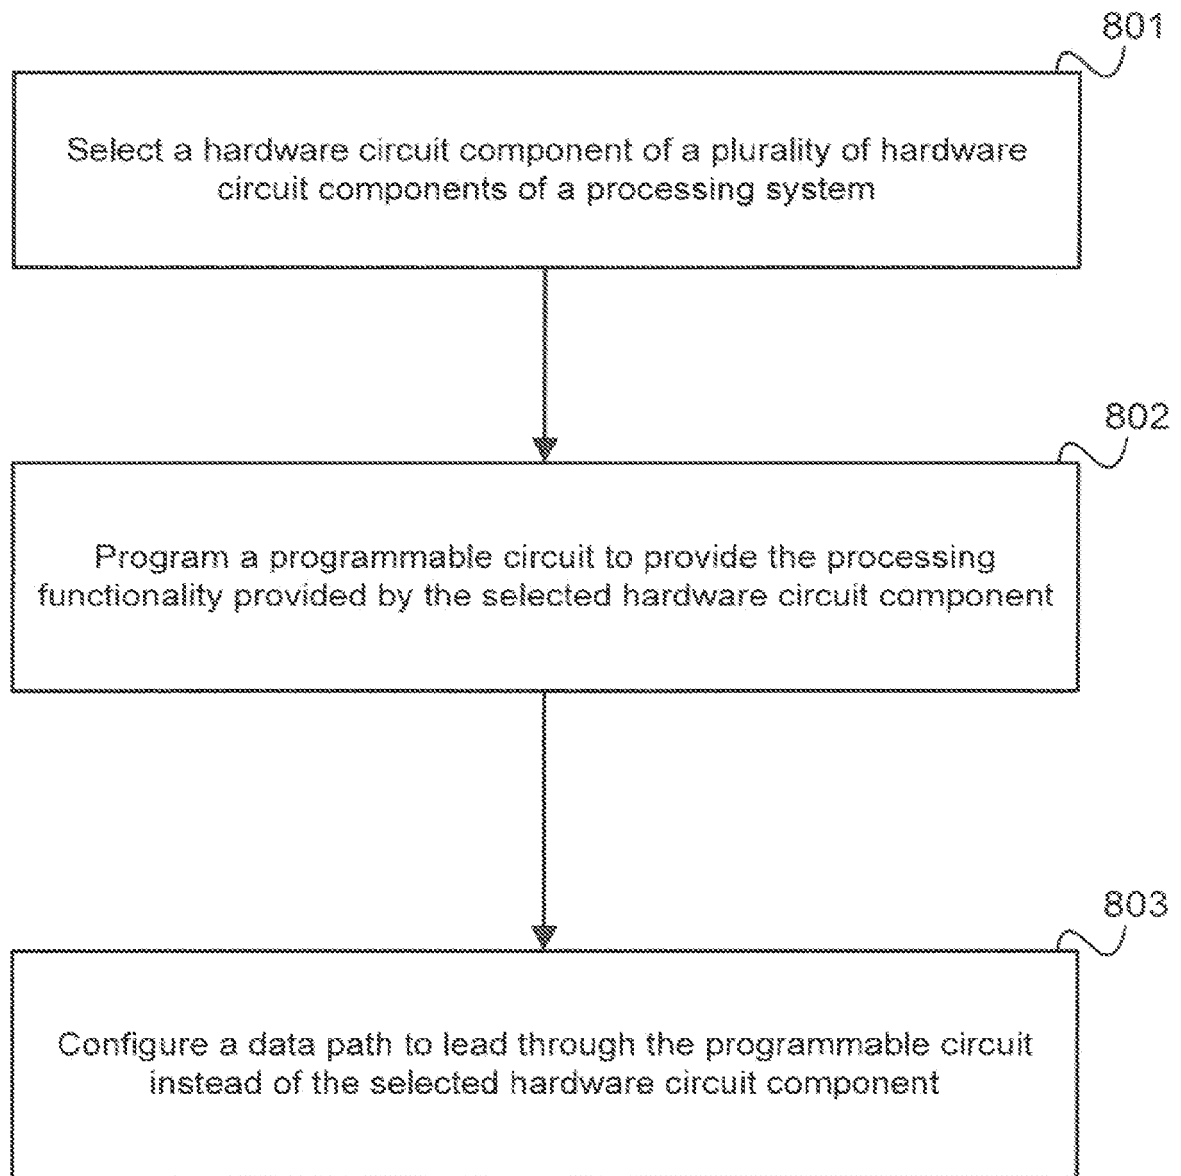 801
Select a hardware circuit component of a plurality of hardware
circuit components of a processing system
802
Program a programmable circuit to provide the processing
functionality provided by the selected hardware circuit component
803
Configure a data path to lead through the programmable circuit
instead of the selected hardware circuit component